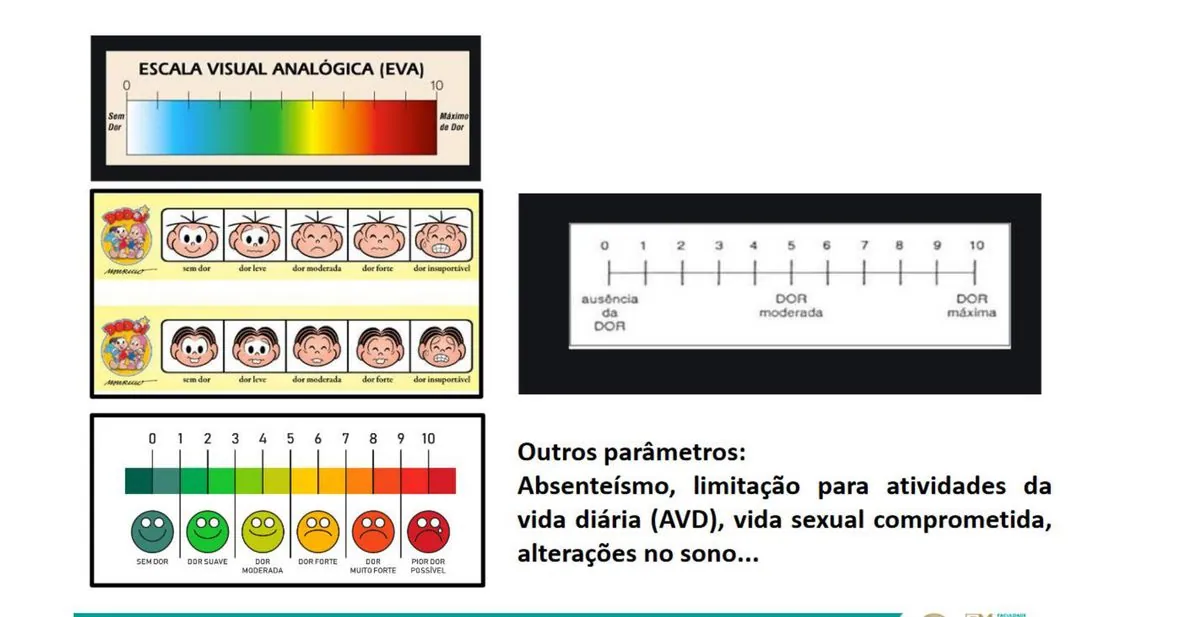 ESCALA VISUAL ANALÓGICA (EVA)
0 10
Sem
Dor
Máximo
de Dor
sem dor dor leve dor moderada dor forte dor insuportável
sem dor dor leve dor moderada dor forte dor insuportável
0 1 2 3 4 5 6 7 8 9 10
SEM DOR DOR SUAVE DOR
MODERADA DOR FORTE DOR
MUITO FORTE PIOR DOR
POSSÍVEL
0 1 2 3 4 5 6 7 8 9 10
ausência
da
DOR
DOR
moderada
DOR
máxima
Outros parâmetros:
Absenteísmo, limitação para atividades da
vida diária (AVD), vida sexual comprometida,
alterações no sono...
FACULDADE